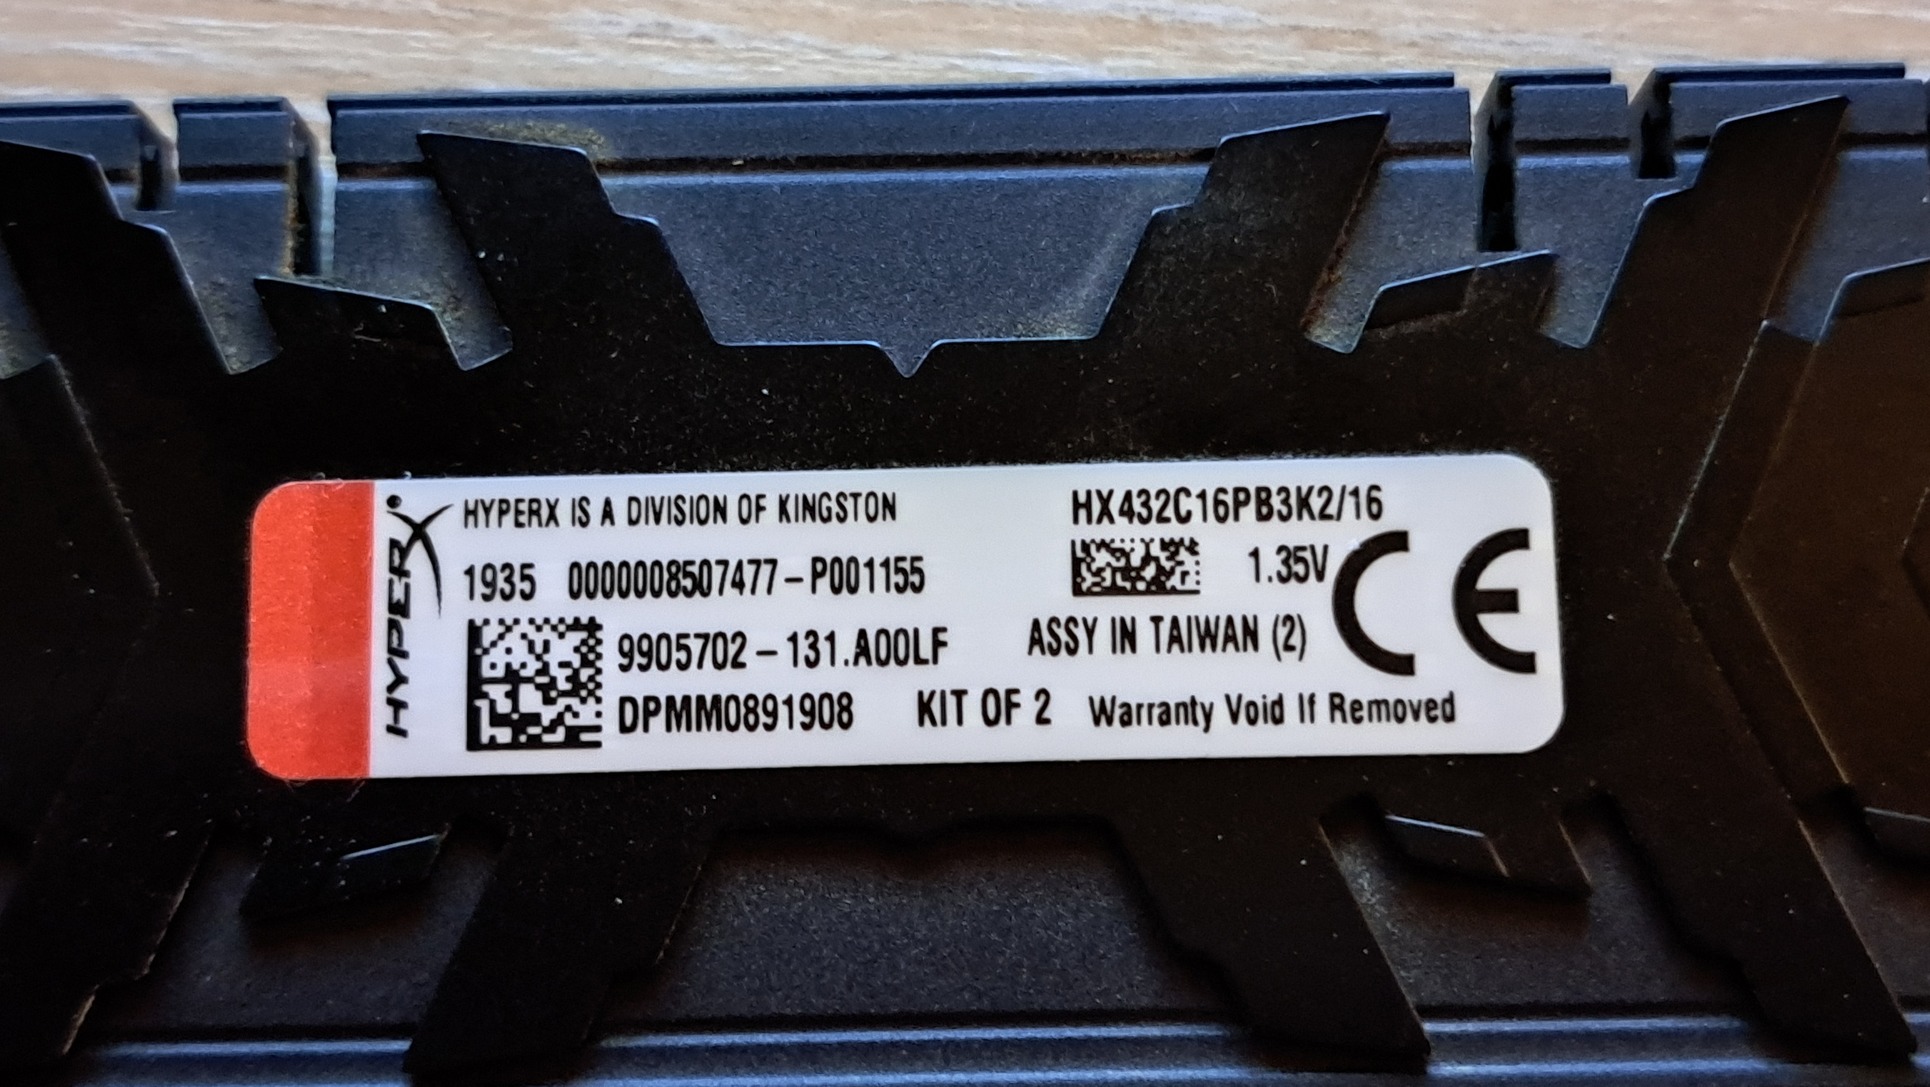 HYPERX
HYPERX IS A DIVISION OF KINGSTON
HX432C16PB3K2/16
1935 0000008507477-P001155
1.35V
CE
9905702-131.A00LF
ASSY IN TAIWAN (2)
DPMM0891908
KIT OF 2
Warranty Void If Removed